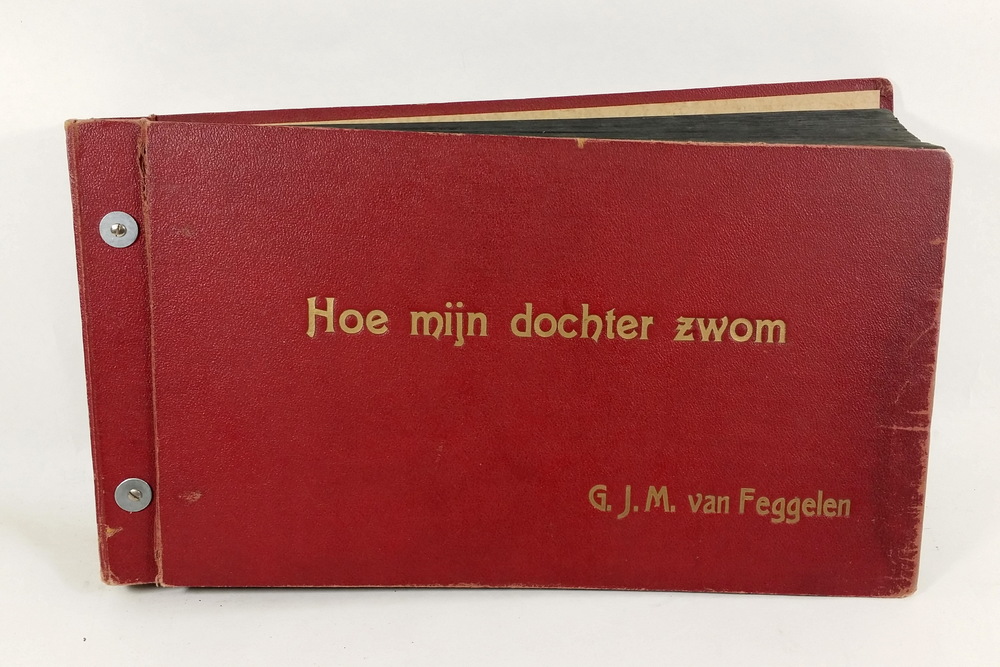 Hoe mijn dochter zwom
G. J. M. van Feggelen